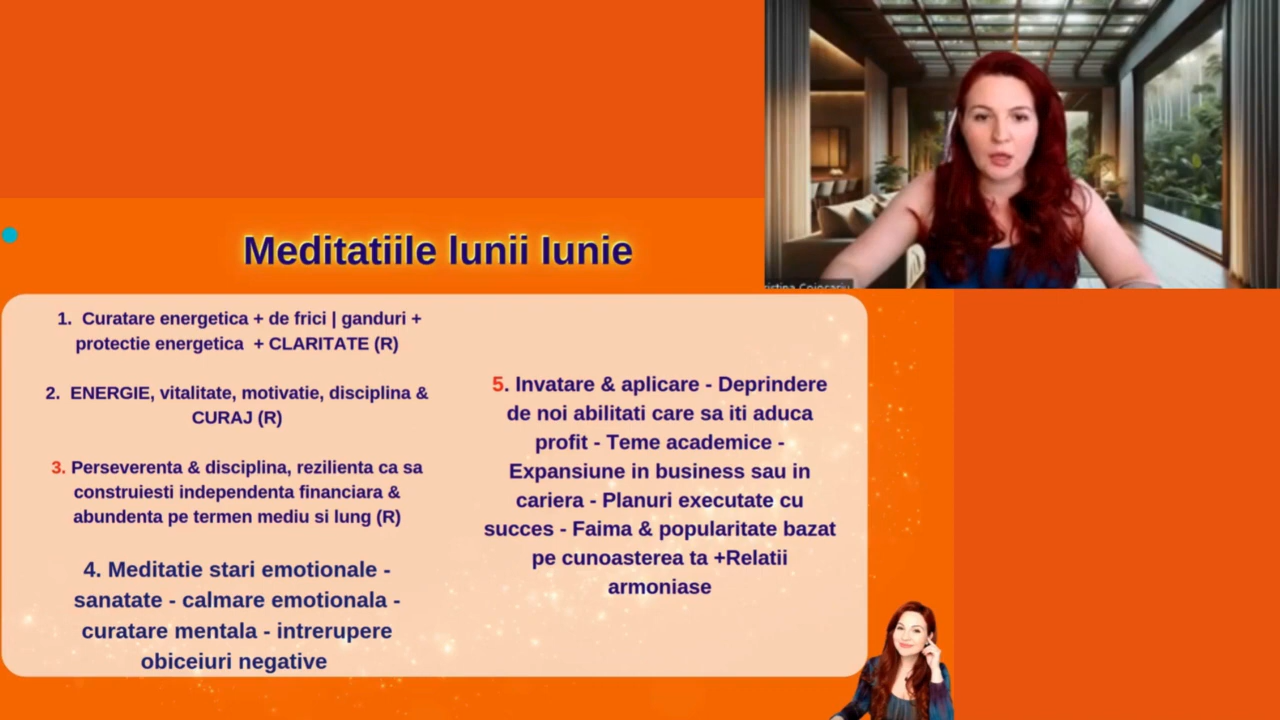 Meditatiile lunii Iunie
1. Curatare energetica + de frici | ganduri +
protectie energetica + CLARITATE (R)
2. ENERGIE, vitalitate, motivatie, disciplina &
CURAJ (R)
3. Perseverenta & disciplina, rezilienta ca sa
construiesti independenta financiara &
abundenta pe termen mediu si lung (R)
4. Meditatie stari emotionale -
sanatate - calmare emotionala -
curatare mentala - intrerupere
obiceiuri negative
5. Invatare & aplicare - Deprindere
de noi abilitati care sa iti aduca
profit - Teme academice -
Expansiune in business sau in
cariera - Planuri executate cu
succes - Faima & popularitate bazat
pe cunoasterea ta +Relatii
armoniase